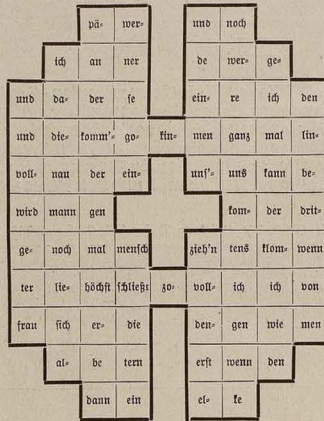 pä- wer- und noch
ich an ner de wer- ge-
und da- der se ein- re ich den
und die- komm'- go- kin- men ganz mal lin-
voll- nau der ein- uns'- uns kann be-
wird mann gen kom- der drit-
ge- noch mal mensch zieh'n tens klom- wenn
ter lie- höchst schließt zo- voll- ich ich von
frau sich er- die den- gen wie men
al- be tern erst wenn den
dann ein el- ke